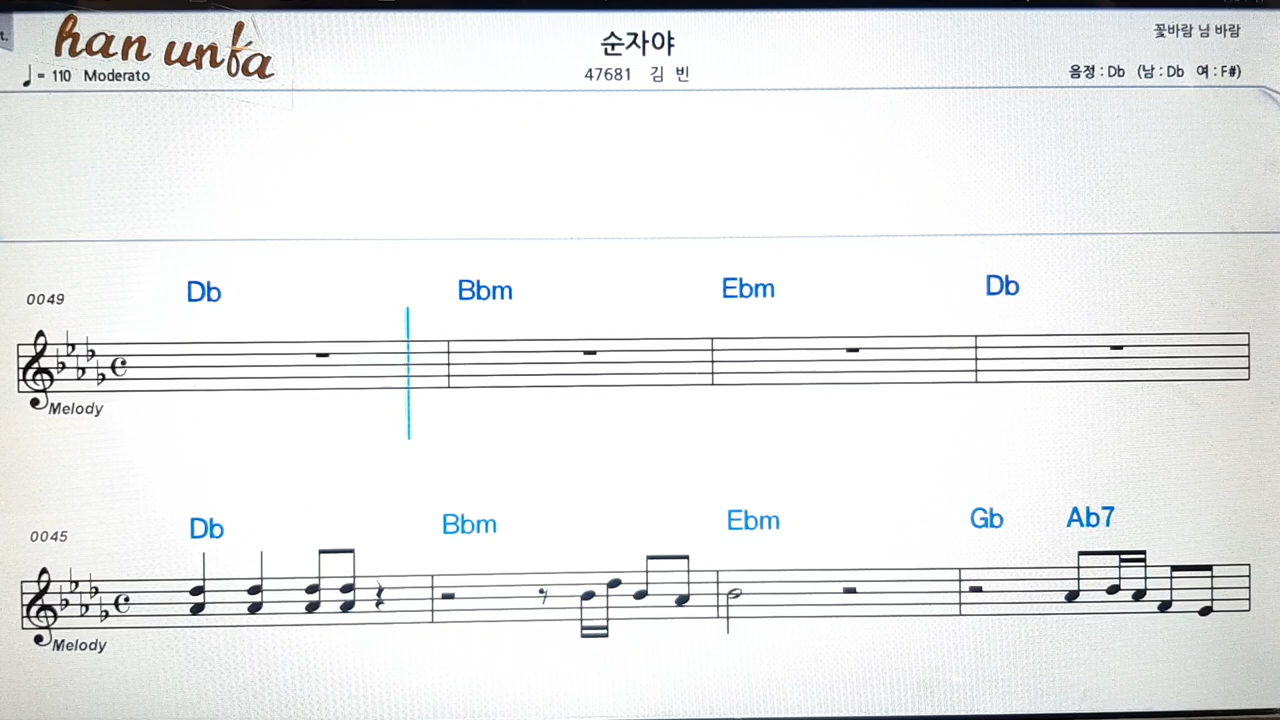 t.
han unfa
♩= 110 Moderato
순자야
47681 김 빈
꽃바람 님 바람
음정 : Db (남 : Db 여 : F#)
0049
Db Bbm Ebm Db
Melody
0045
Db Bbm Ebm Gb Ab7
Melody